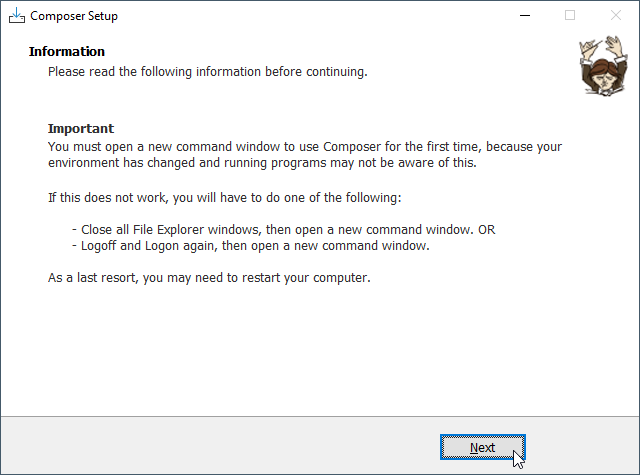 Composer Setup
Information
Please read the following information before continuing.
Important
You must open a new command window to use Composer for the first time, because your
environment has changed and running programs may not be aware of this.
If this does not work, you will have to do one of the following:
- Close all File Explorer windows, then open a new command window. OR
- Logoff and Logon again, then open a new command window.
As a last resort, you may need to restart your computer.
Next